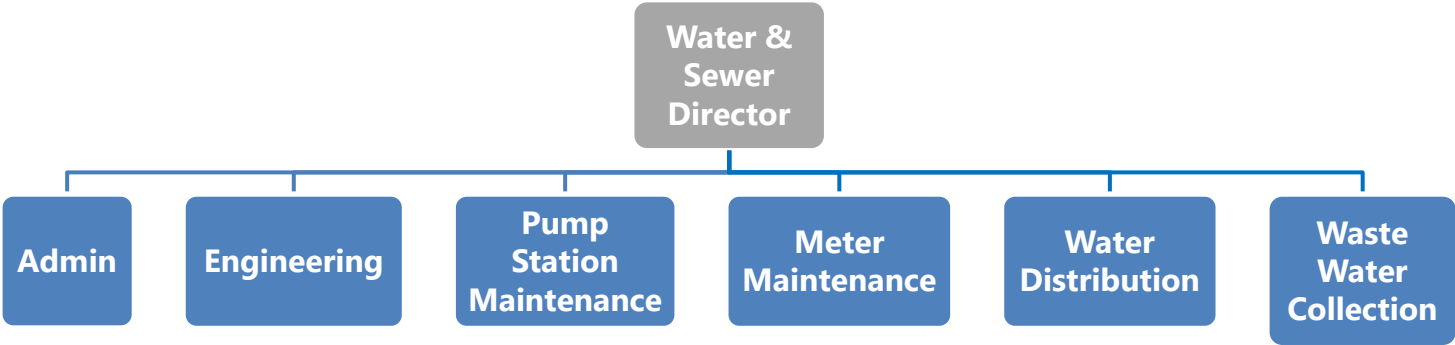 Water &
Sewer
Director
Admin
Engineering
Pump
Station
Maintenance
Meter
Maintenance
Water
Distribution
Waste
Water
Collection